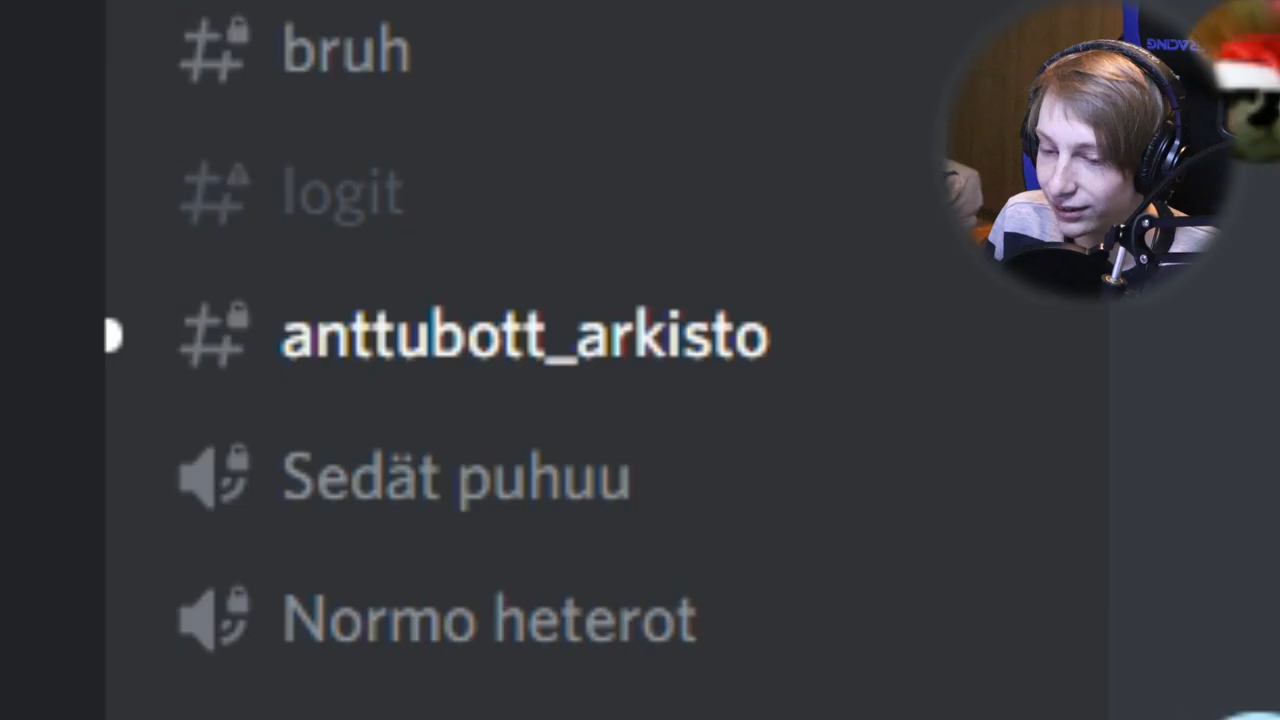 bruh
logit
anttubott_arkisto
Sedät puhuu
Normo heterot